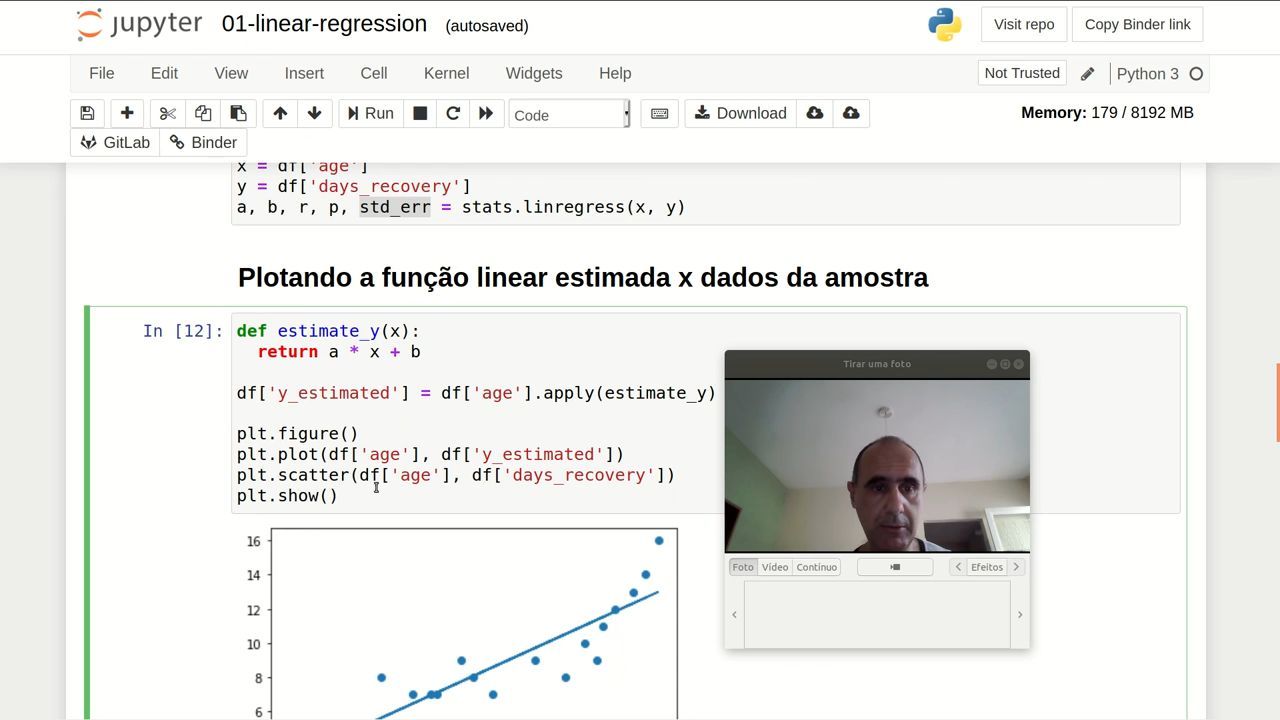 jupyter 01-linear-regression (autosaved) Visit repo Copy Binder link
File Edit View Insert Cell Kernel Widgets Help Not Trusted Python 3
Run Code Download Memory: 179 / 8192 MB
GitLab Binder
x = df['age']
y = df['days_recovery']
a, b, r, p, std_err = stats.linregress(x, y)
Plotando a função linear estimada x dados da amostra
In [12]: def estimate_y(x):
return a * x + b
df['y_estimated'] = df['age'].apply(estimate_y)
plt.figure()
plt.plot(df['age'], df['y_estimated'])
plt.scatter(df['age'], df['days_recovery'])
plt.show()
Tirar uma foto
Foto Vídeo Contínuo Efeitos
16
14
12
10
8
6